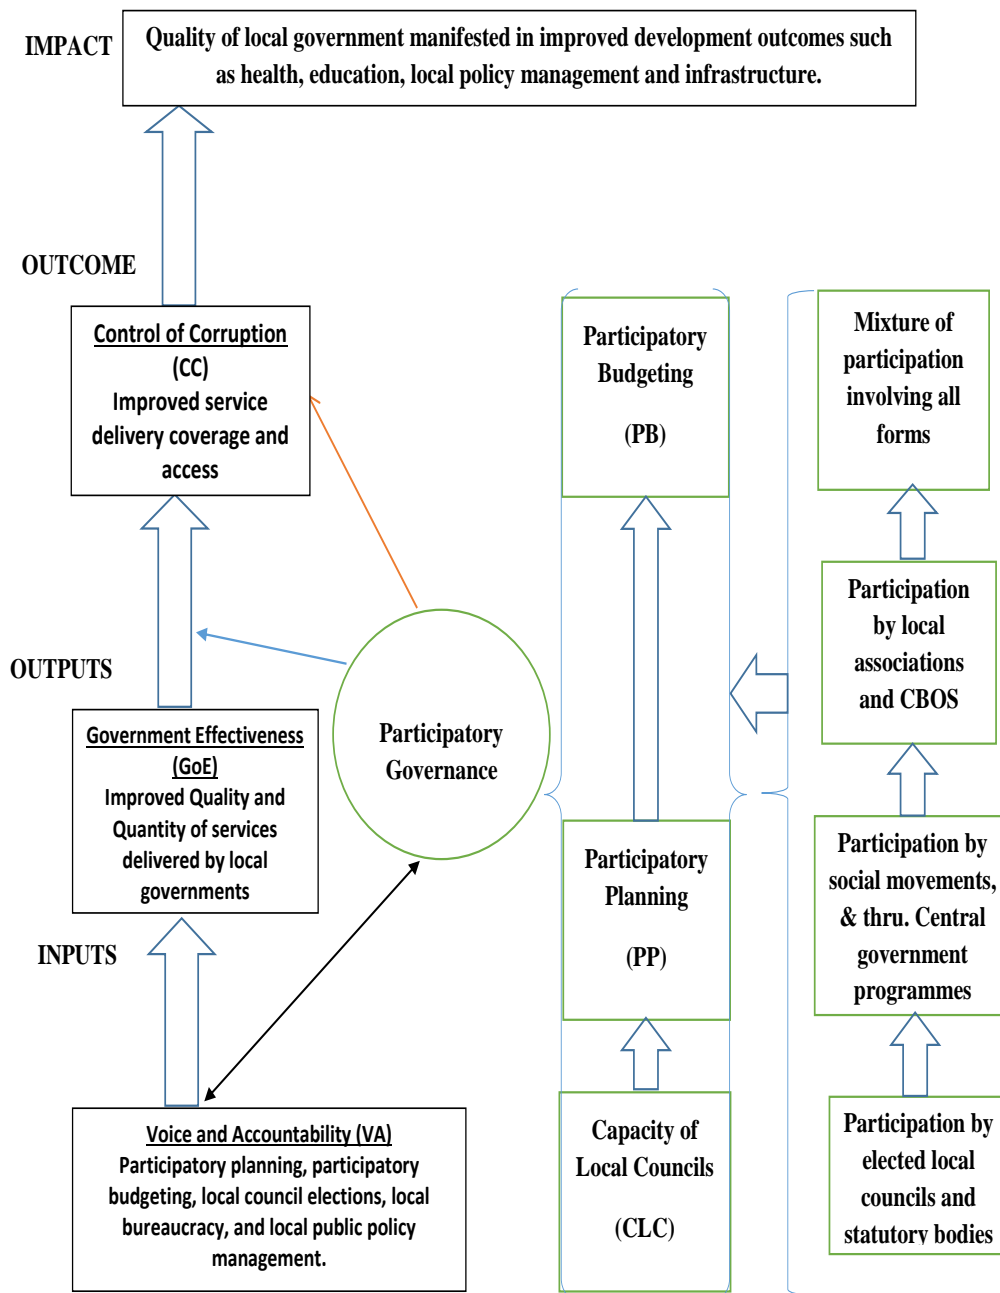 IMPACT
Quality of local government manifested in improved development outcomes such
as health, education, local policy management and infrastructure.
OUTCOME
Control of Corruption
(CC)
Improved service
delivery coverage and
access
OUTPUTS
Government Effectiveness
(GoE)
Improved Quality and
Quantity of services
delivered by local
governments
INPUTS
Voice and Accountability (VA)
Participatory planning, participatory
budgeting, local council elections, local
bureaucracy, and local public policy
management.
Participatory
Governance
Participatory
Budgeting
(PB)
Participatory
Planning
(PP)
Capacity of
Local Councils
(CLC)
Mixture of
participation
involving all
forms
Participation
by local
associations
and CBOS
Participation by
social movements,
& thru. Central
government
programmes
Participation by
elected local
councils and
statutory bodies